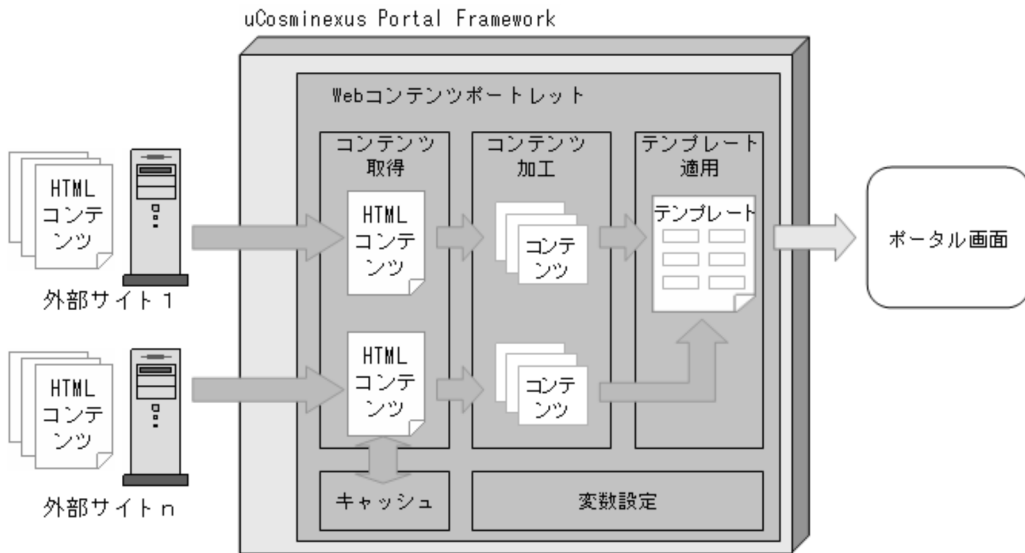 uCosminexus Portal Framework
Webコンテンツポートレット
コンテンツ
取得
コンテンツ
加工
テンプレート
適用
HTML
コンテ
ンツ
外部サイト1
HTML
コンテ
ンツ
コンテ
ンツ
テンプレート
ポータル画面
HTML
コンテ
ンツ
外部サイトn
HTML
コンテ
ンツ
コンテ
ンツ
キャッシュ
変数設定